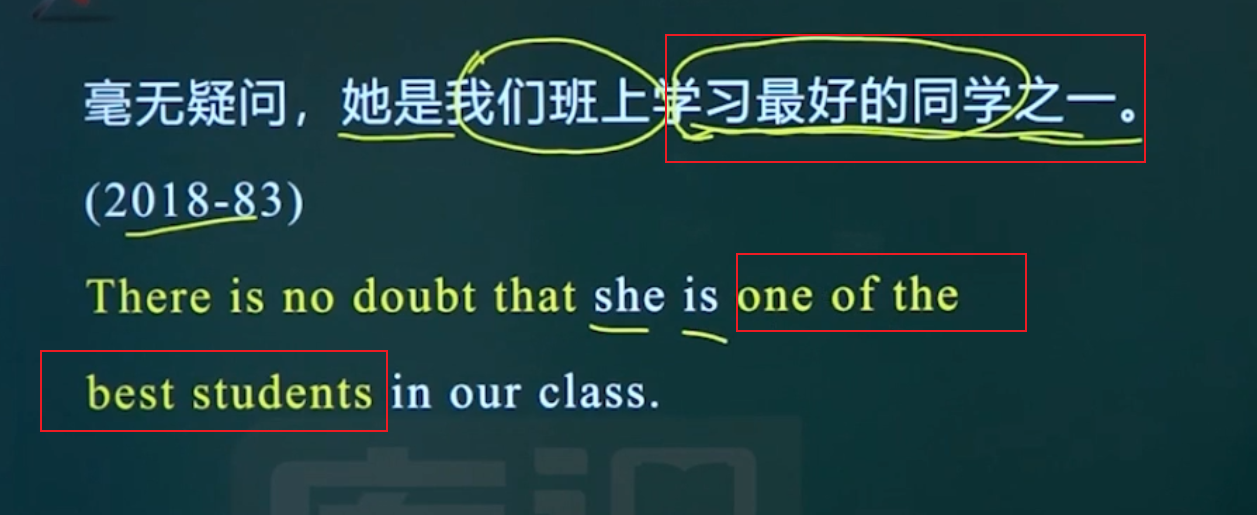 毫无疑问，她是我们班上学习最好的同学之一。
(2018-83)
There is no doubt that she is one of the
best students in our class.